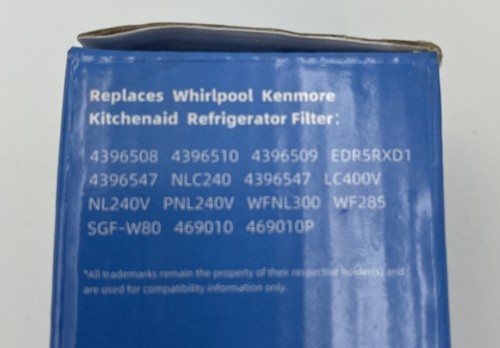 Replaces Whirlpool Kenmore
Kitchenaid Refrigerator Filter:
4396508 4396510 4396509 EDR5RXD1
4396547 NLC240 4396547 LC400V
NL240V PNL240V WFNL300 WF285
SGF-W80 469010 469010P
*All trademarks remain the property of their respective holder(s) and
are used for compatibility information only.